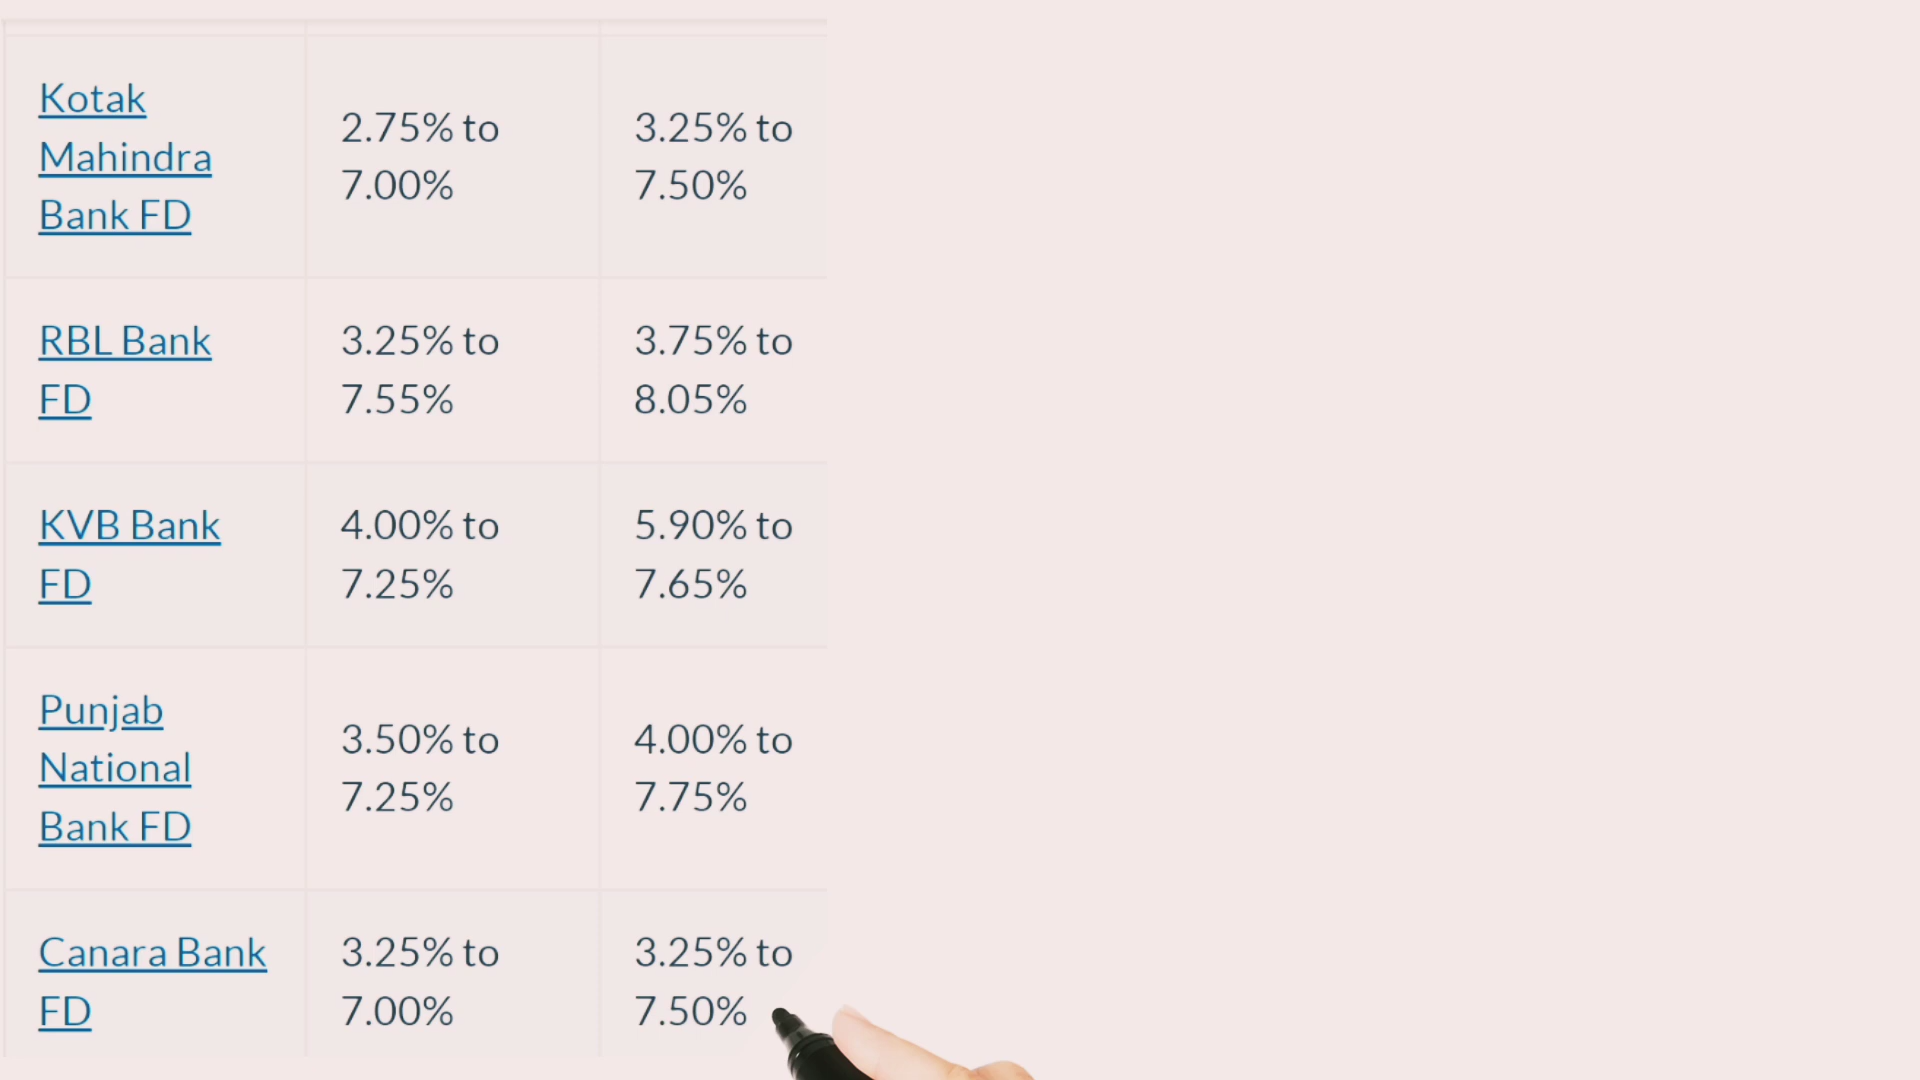 Kotak
Mahindra
Bank FD
2.75% to
7.00%
3.25% to
7.50%
RBL Bank
FD
3.25% to
7.55%
3.75% to
8.05%
KVB Bank
FD
4.00% to
7.25%
5.90% to
7.65%
Punjab
National
Bank FD
3.50% to
7.25%
4.00% to
7.75%
Canara Bank
FD
3.25% to
7.00%
3.25% to
7.50%